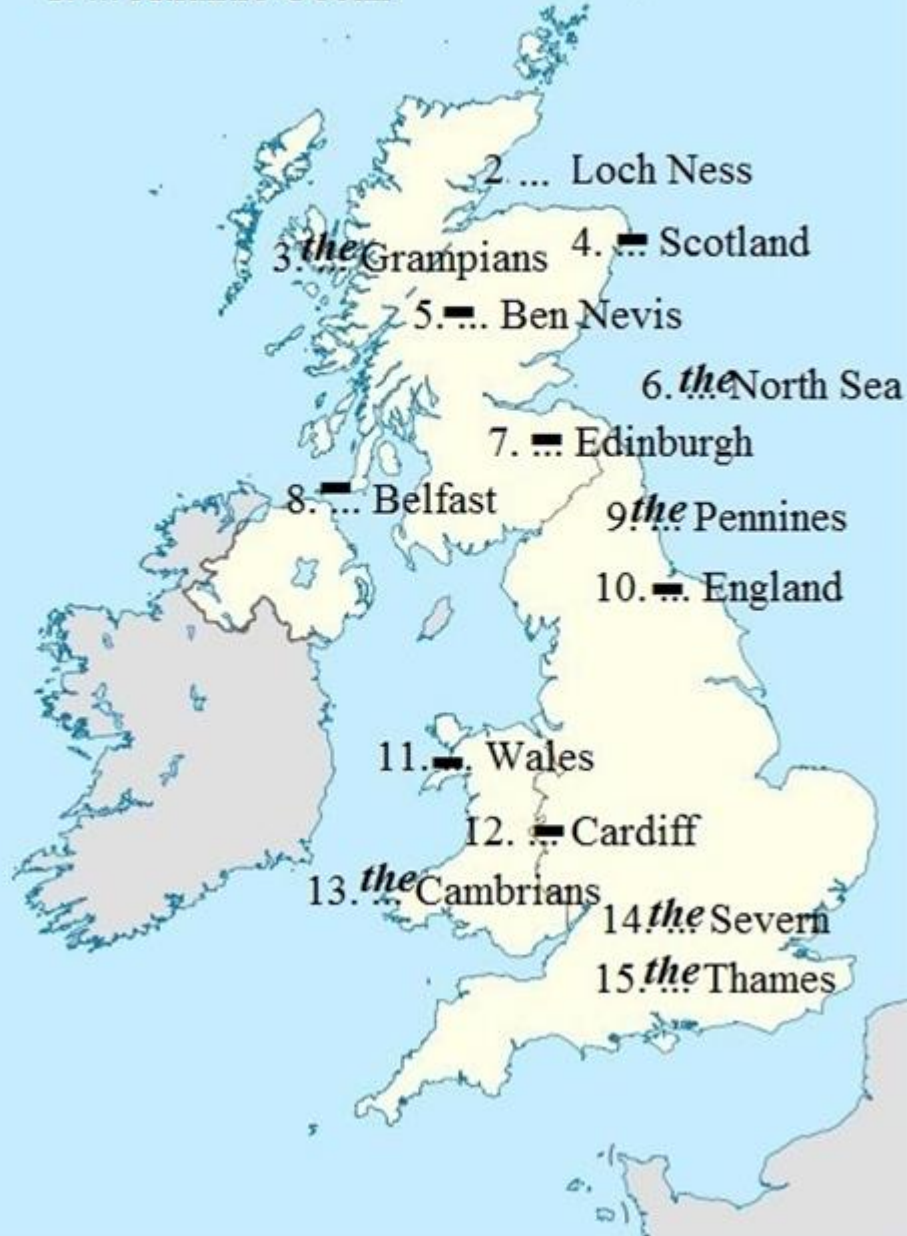 2. ... Loch Ness
3. the Grampians
4. ... Scotland
5. ... Ben Nevis
6. the North Sea
7. ... Edinburgh
8. ... Belfast
9. the Pennines
10. ... England
11. ... Wales
12. ... Cardiff
13. the Cambrians
14. the Severn
15. the Thames